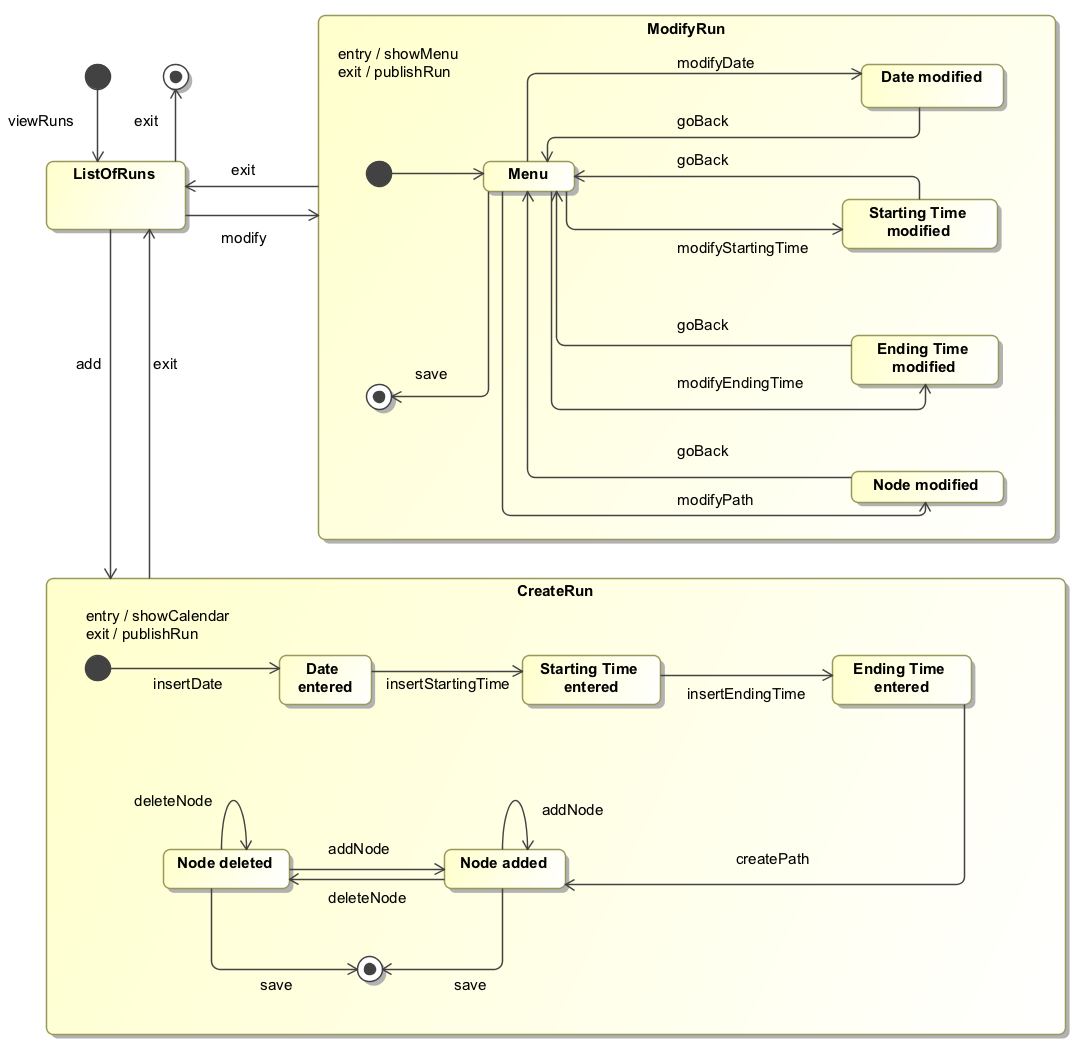 ModifyRun
entry / showMenu
exit / publishRun
modifyDate
Date modified
viewRuns
exit
goBack
goBack
ListOfRuns
exit
Menu
Starting Time
modified
modify
modifyStartingTime
goBack
Ending Time
modified
add
exit
save
modifyEndingTime
goBack
Node modified
modifyPath
CreateRun
entry / showCalendar
exit / publishRun
insertDate
Date
entered
insertStartingTime
Starting Time
entered
insertEndingTime
Ending Time
entered
deleteNode
addNode
Node deleted
addNode
deleteNode
Node added
createPath
save
save